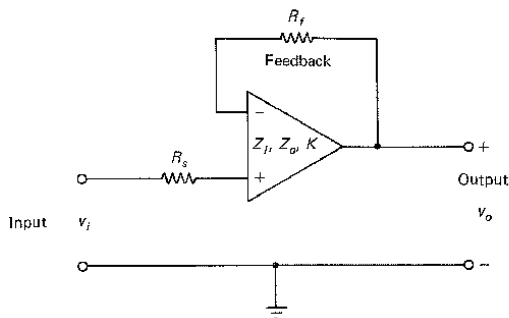 R_f
Feedback
−
Z_i, Z_o, K
R_s
+
+
Output
Input
v_i
v_o
−